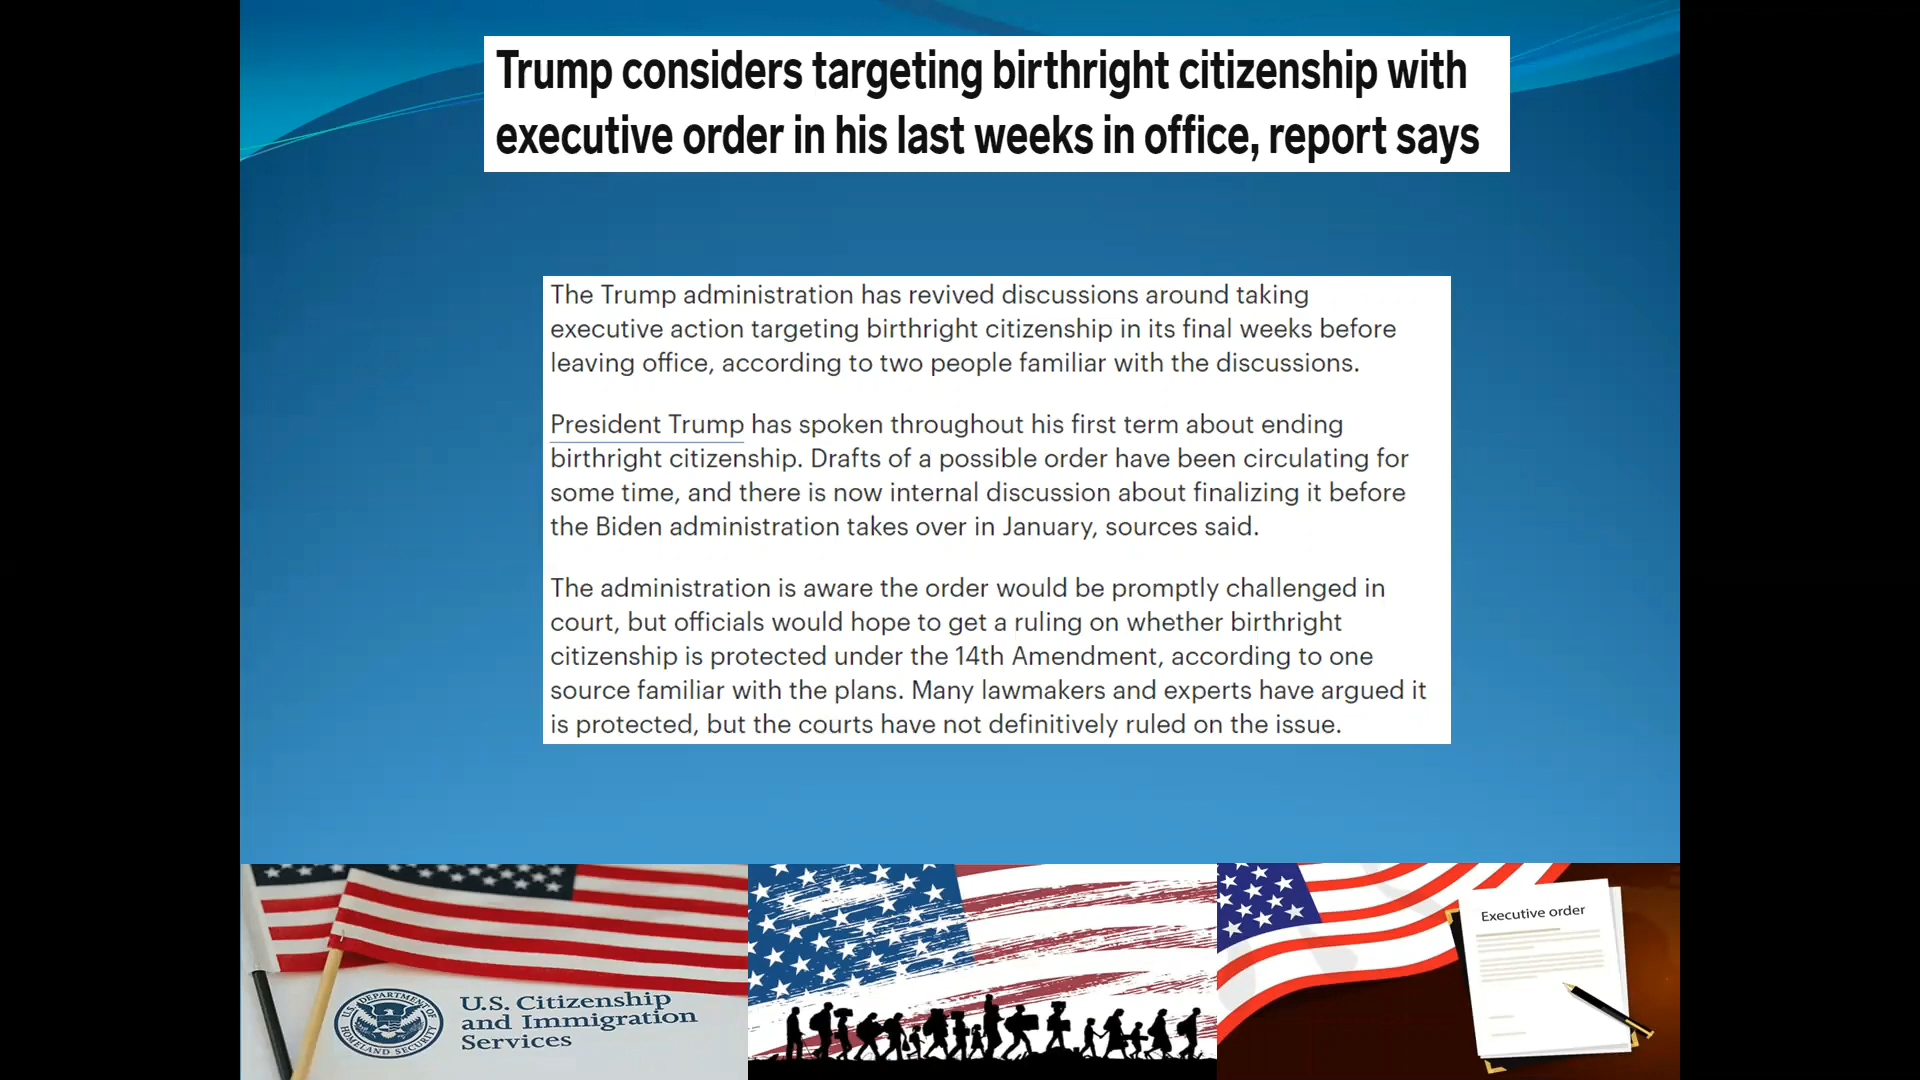 Trump considers targeting birthright citizenship with
executive order in his last weeks in office, report says
The Trump administration has revived discussions around taking
executive action targeting birthright citizenship in its final weeks before
leaving office, according to two people familiar with the discussions.
President Trump has spoken throughout his first term about ending
birthright citizenship. Drafts of a possible order have been circulating for
some time, and there is now internal discussion about finalizing it before
the Biden administration takes over in January, sources said.
The administration is aware the order would be promptly challenged in
court, but officials would hope to get a ruling on whether birthright
citizenship is protected under the 14th Amendment, according to one
source familiar with the plans. Many lawmakers and experts have argued it
is protected, but the courts have not definitively ruled on the issue.
U.S. DEPARTMENT OF
HOMELAND SECURITY
U.S. Citizenship
and Immigration
Services
Executive order